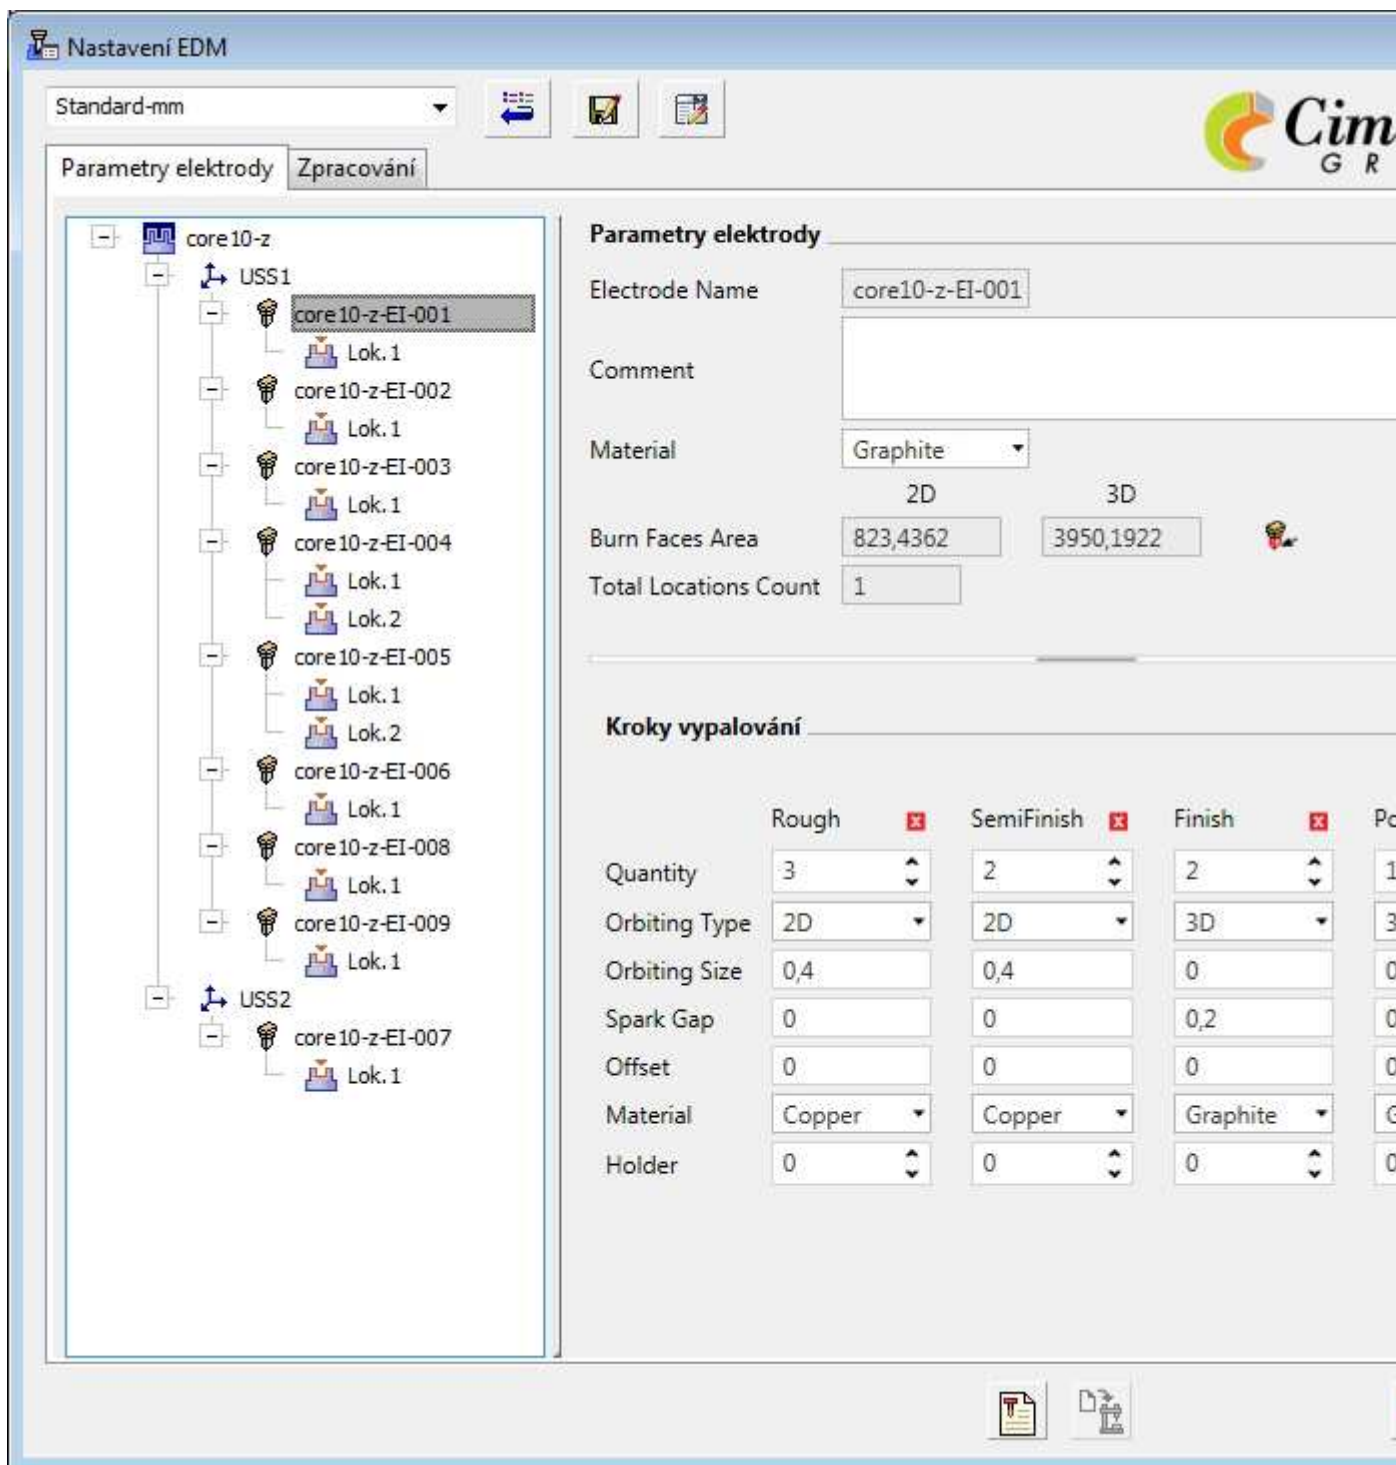 Nastavení EDM
Standard-mm
Cim
G R
Parametry elektrody
Zpracování
core10-z
USS1
core10-z-EI-001
Lok.1
core10-z-EI-002
Lok.1
core10-z-EI-003
Lok.1
core10-z-EI-004
Lok.1
Lok.2
core10-z-EI-005
Lok.1
Lok.2
core10-z-EI-006
Lok.1
core10-z-EI-008
Lok.1
core10-z-EI-009
Lok.1
USS2
core10-z-EI-007
Lok.1
Parametry elektrody
Electrode Name core10-z-EI-001
Comment
Material Graphite
2D 3D
Burn Faces Area 823,4362 3950,1922
Total Locations Count 1
Kroky vypalování
Rough SemiFinish Finish
Quantity 3 2 2 1
Orbiting Type 2D 2D 3D 3
Orbiting Size 0,4 0,4 0 0
Spark Gap 0 0 0,2 0
Offset 0 0 0 0
Material Copper Copper Graphite
Holder 0 0 0 0